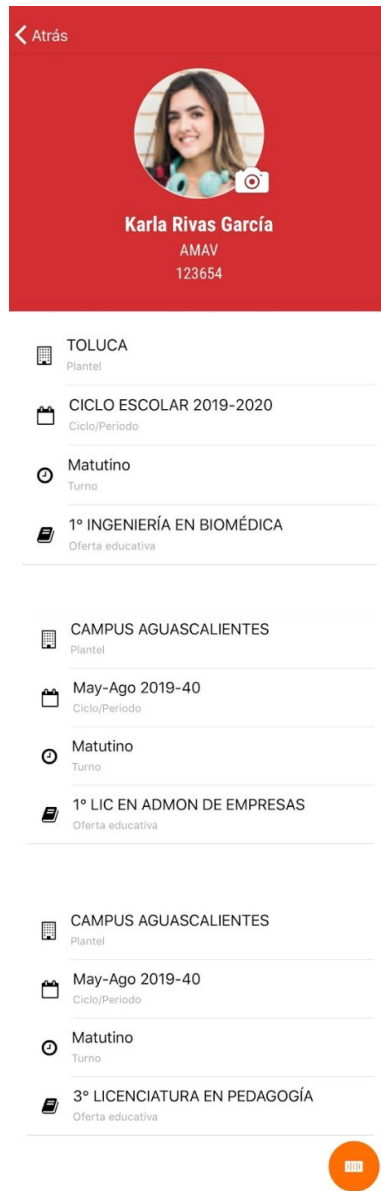 Atrás
Karla Rivas García
AMAV
123654
TOLUCA
Plantel
CICLO ESCOLAR 2019-2020
Ciclo/Periodo
Matutino
Turno
1º INGENIERÍA EN BIOMÉDICA
Oferta educativa
CAMPUS AGUASCALIENTES
Plantel
May-Ago 2019-40
Ciclo/Periodo
Matutino
Turno
1º LIC EN ADMON DE EMPRESAS
Oferta educativa
CAMPUS AGUASCALIENTES
Plantel
May-Ago 2019-40
Ciclo/Periodo
Matutino
Turno
3º LICENCIATURA EN PEDAGOGÍA
Oferta educativa